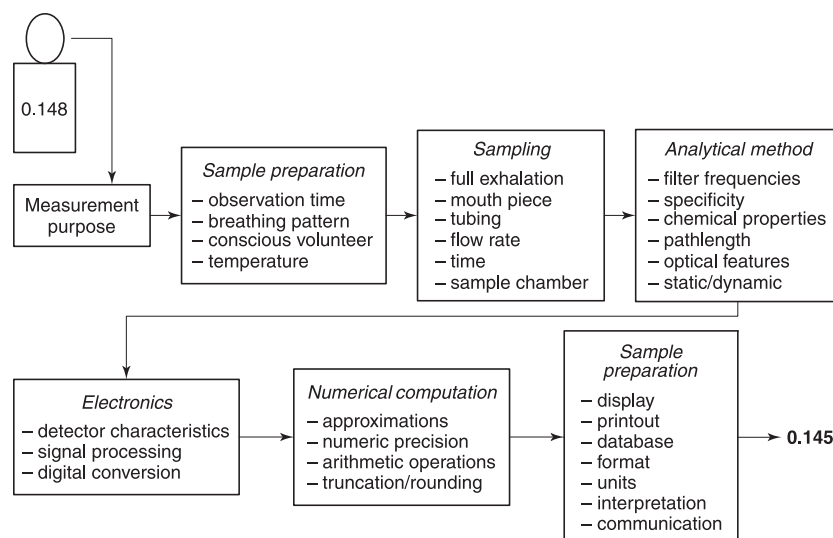 0.148
Measurement
purpose
Sample preparation
– observation time
– breathing pattern
– conscious volunteer
– temperature
Sampling
– full exhalation
– mouth piece
– tubing
– flow rate
– time
– sample chamber
Analytical method
– filter frequencies
– specificity
– chemical properties
– pathlength
– optical features
– static/dynamic
Electronics
– detector characteristics
– signal processing
– digital conversion
Numerical computation
– approximations
– numeric precision
– arithmetic operations
– truncation/rounding
Sample
preparation
– display
– printout
– database
– format
– units
– interpretation
– communication
0.145